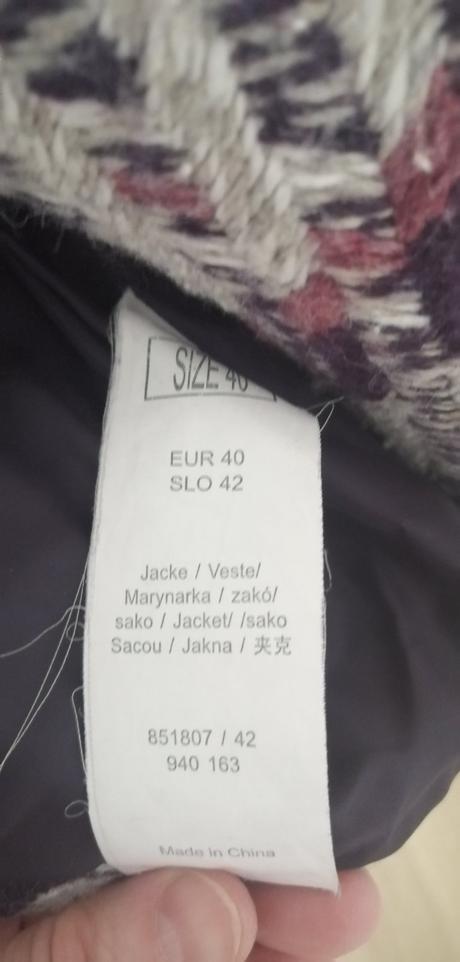 SIZE 40
EUR 40
SLO 42
Jacke / Veste/
Marynarka / zakó/
sako / Jacket/ /sako
Sacou / Jakna / 夹克
851807 / 42
940 163
Made in China